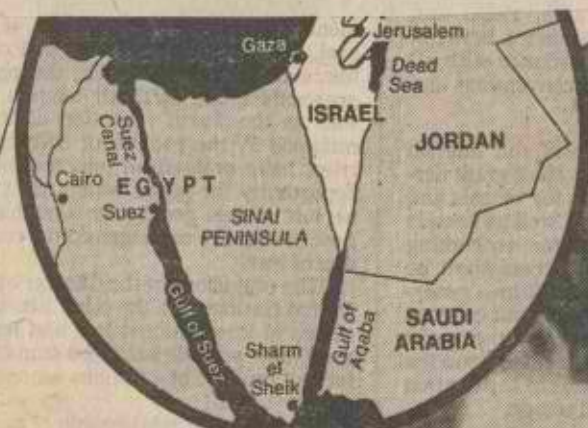 Gaza
Jerusalem
Dead
Sea
ISRAEL
JORDAN
Suez
Canal
Cairo
EGYPT
Suez
SINAI
PENINSULA
Gulf of Suez
Sharm
el
Sheik
Gulf of
Aqaba
SAUDI
ARABIA